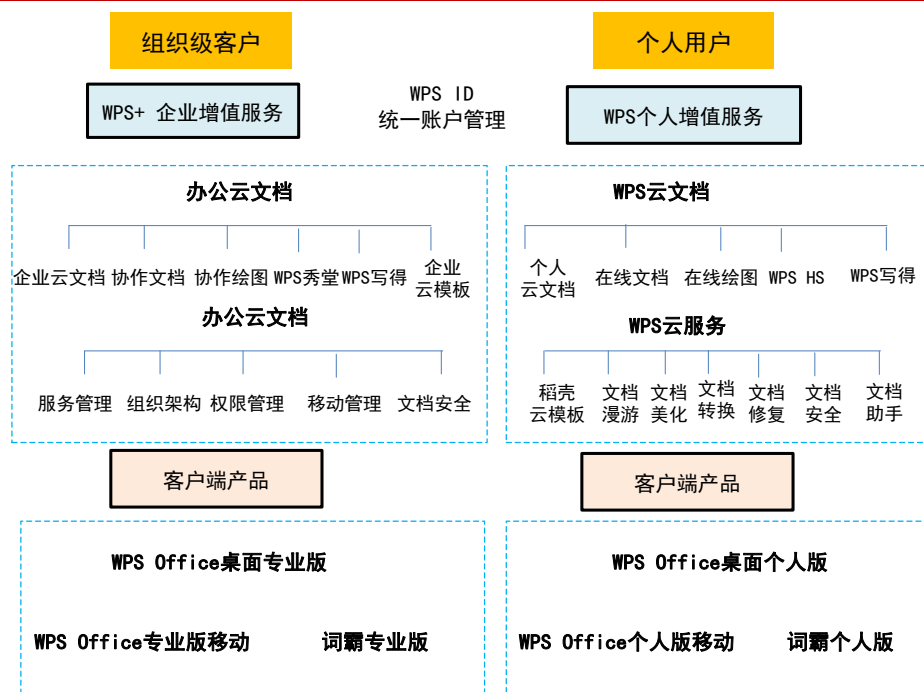 组织级客户
个人用户
WPS+ 企业增值服务
WPS ID
统一账户管理
WPS个人增值服务
办公云文档
企业云文档 协作文档 协作绘图 WPS秀堂 WPS写得 企业
云模板
办公云文档
服务管理 组织架构 权限管理 移动管理 文档安全
WPS云文档
个人
云文档
在线文档 在线绘图 WPS HS WPS写得
WPS云服务
稻壳
云模板
文档
漫游
文档
美化
文档
转换
文档
修复
文档
安全
文档
助手
客户端产品
客户端产品
WPS Office桌面专业版
WPS Office专业版移动 词霸专业版
WPS Office桌面个人版
WPS Office个人版移动 词霸个人版